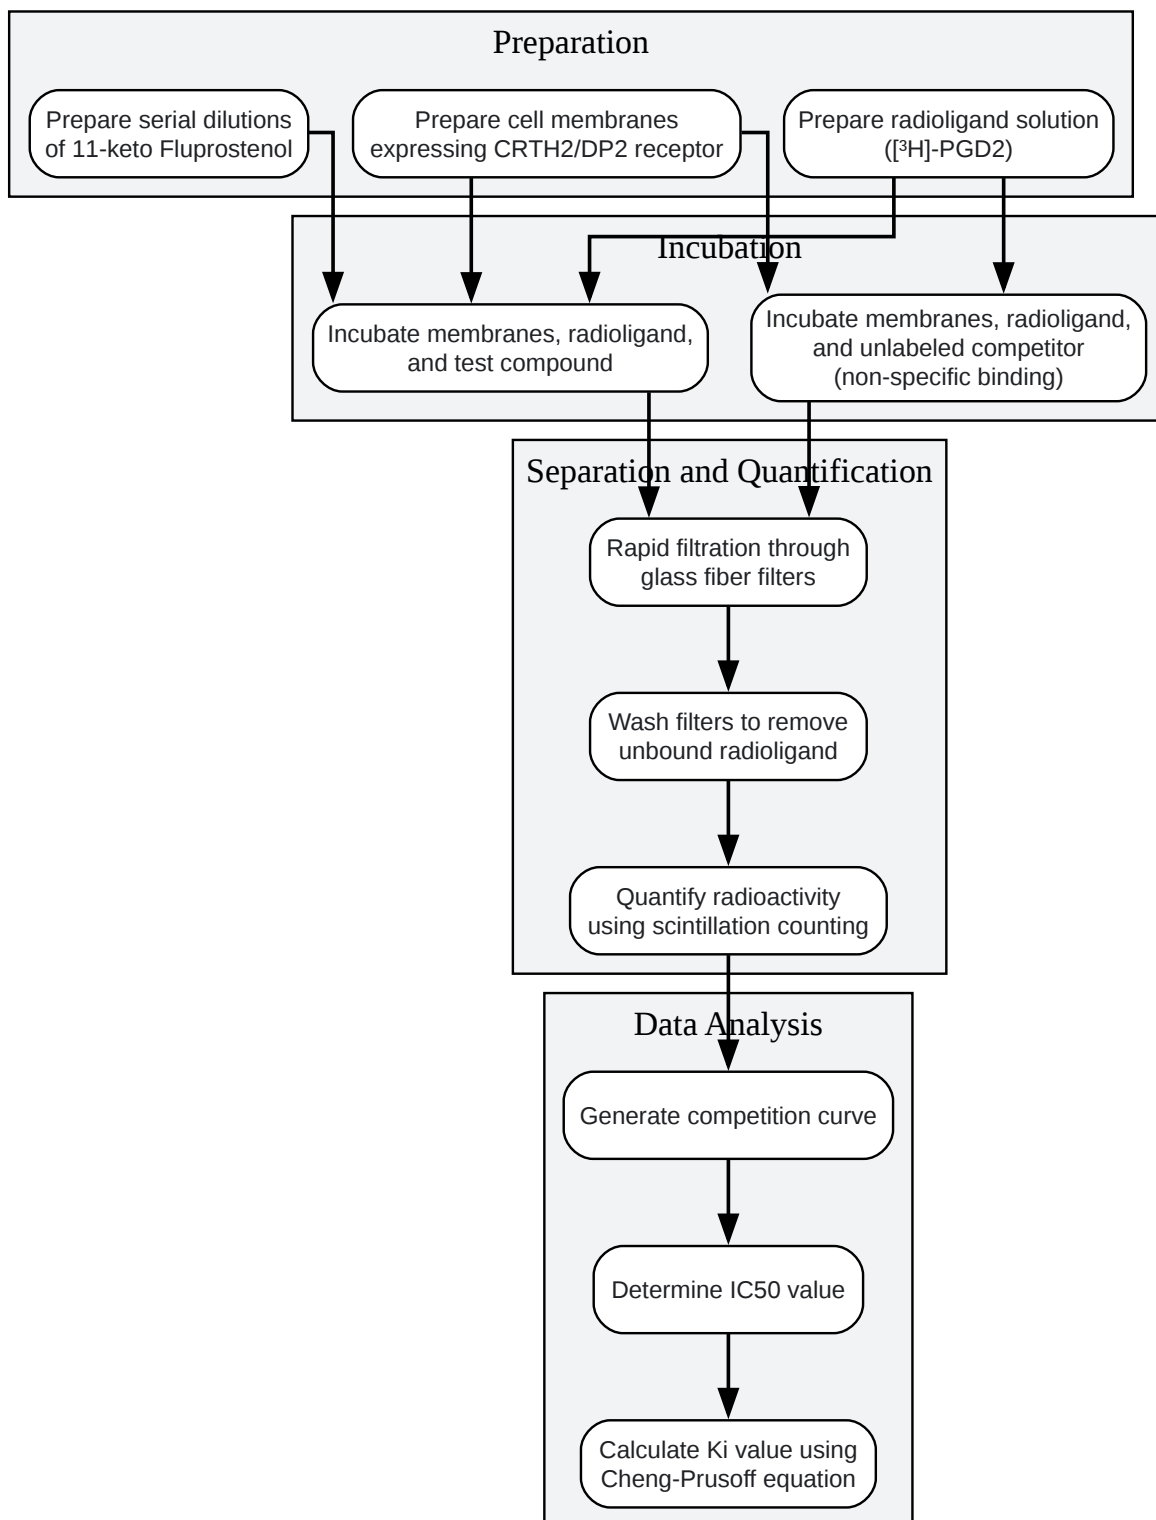 Preparation
Prepare serial dilutions
of 11-keto Fluprostenol
Prepare cell membranes
expressing CRTH2/DP2 receptor
Prepare radioligand solution
([³H]-PGD2)
Incubation
Incubate membranes, radioligand,
and test compound
Incubate membranes, radioligand,
and unlabeled competitor
(non-specific binding)
Separation and Quantification
Rapid filtration through
glass fiber filters
Wash filters to remove
unbound radioligand
Quantify radioactivity
using scintillation counting
Data Analysis
Generate competition curve
Determine IC50 value
Calculate Ki value using
Cheng-Prusoff equation